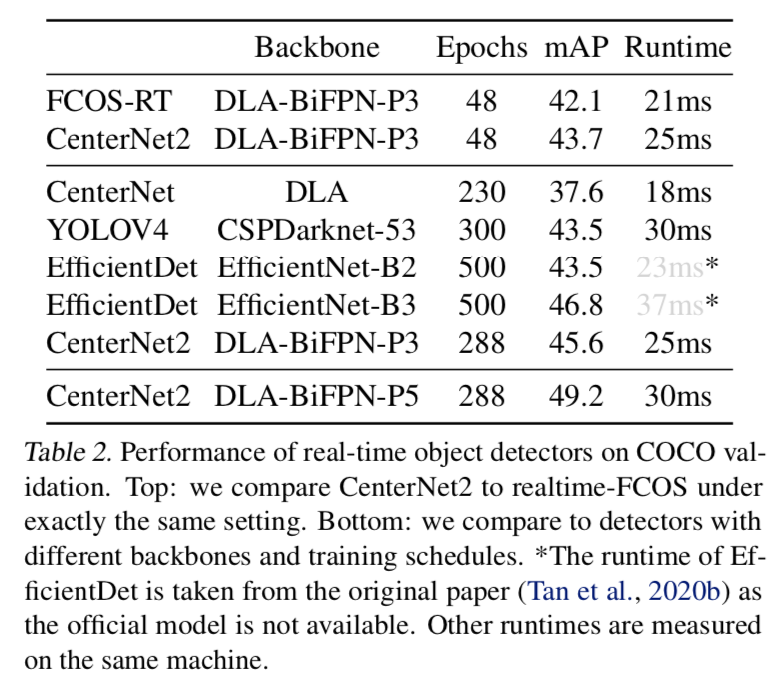 Backbone Epochs mAP Runtime
FCOS-RT DLA-BiFPN-P3 48 42.1 21ms
CenterNet2 DLA-BiFPN-P3 48 43.7 25ms
CenterNet DLA 230 37.6 18ms
YOLOV4 CSPDarknet-53 300 43.5 30ms
EfficientDet EfficientNet-B2 500 43.5 23ms*
EfficientDet EfficientNet-B3 500 46.8 37ms*
CenterNet2 DLA-BiFPN-P3 288 45.6 25ms
CenterNet2 DLA-BiFPN-P5 288 49.2 30ms
Table 2. Performance of real-time object detectors on COCO val-
idation. Top: we compare CenterNet2 to realtime-FCOS under
exactly the same setting. Bottom: we compare to detectors with
different backbones and training schedules. *The runtime of Ef-
ficientDet is taken from the original paper (Tan et al., 2020b) as
the official model is not available. Other runtimes are measured
on the same machine.